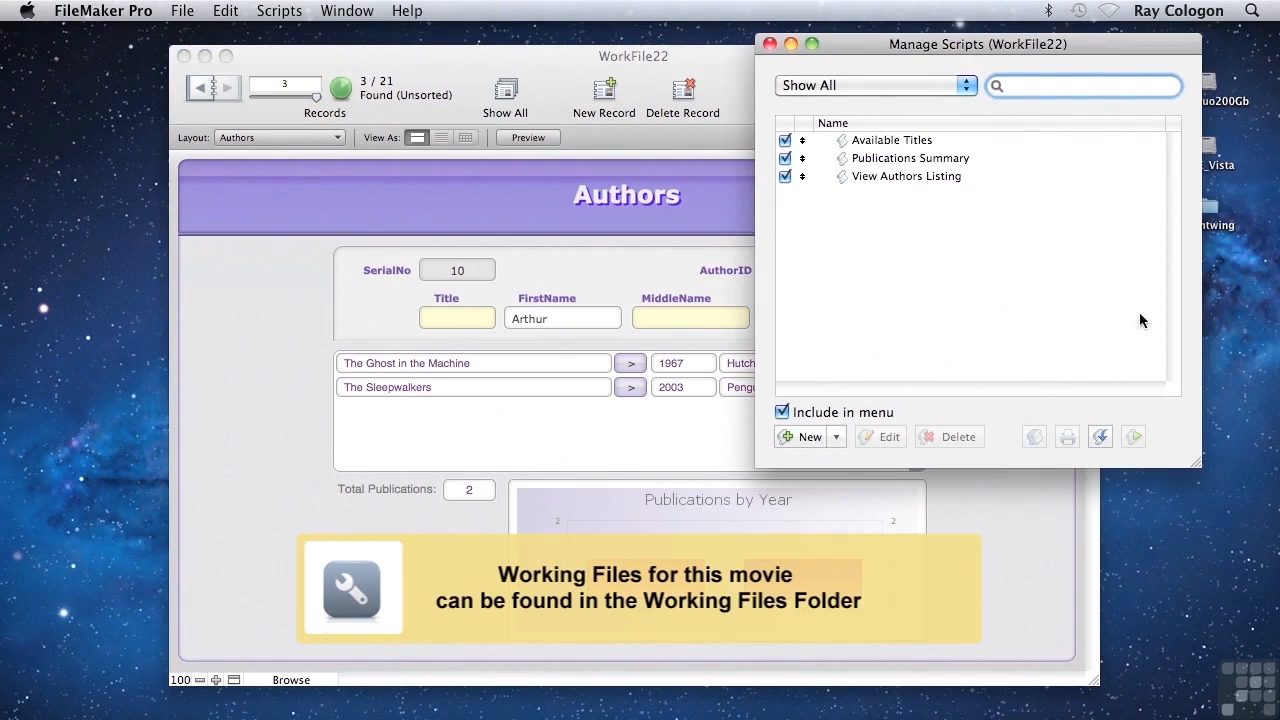 FileMaker Pro File Edit Scripts Window Help Ray Cologon
WorkFile22
3
3 / 21
Found (Unsorted)
Records
Show All
New Record
Delete Record
Layout: Authors
View As:
Preview
Authors
SerialNo 10
AuthorID
Title
FirstName
MiddleName
Arthur
The Ghost in the Machine > 1967 Hutch
The Sleepwalkers > 2003 Peng
Total Publications: 2
Publications by Year
2 2
Working Files for this movie
can be found in the Working Files Folder
100 Browse
Manage Scripts (WorkFile22)
Show All
Name
Available Titles
Publications Summary
View Authors Listing
Include in menu
New Edit Delete
uo200Gb
_Vista
ntwing